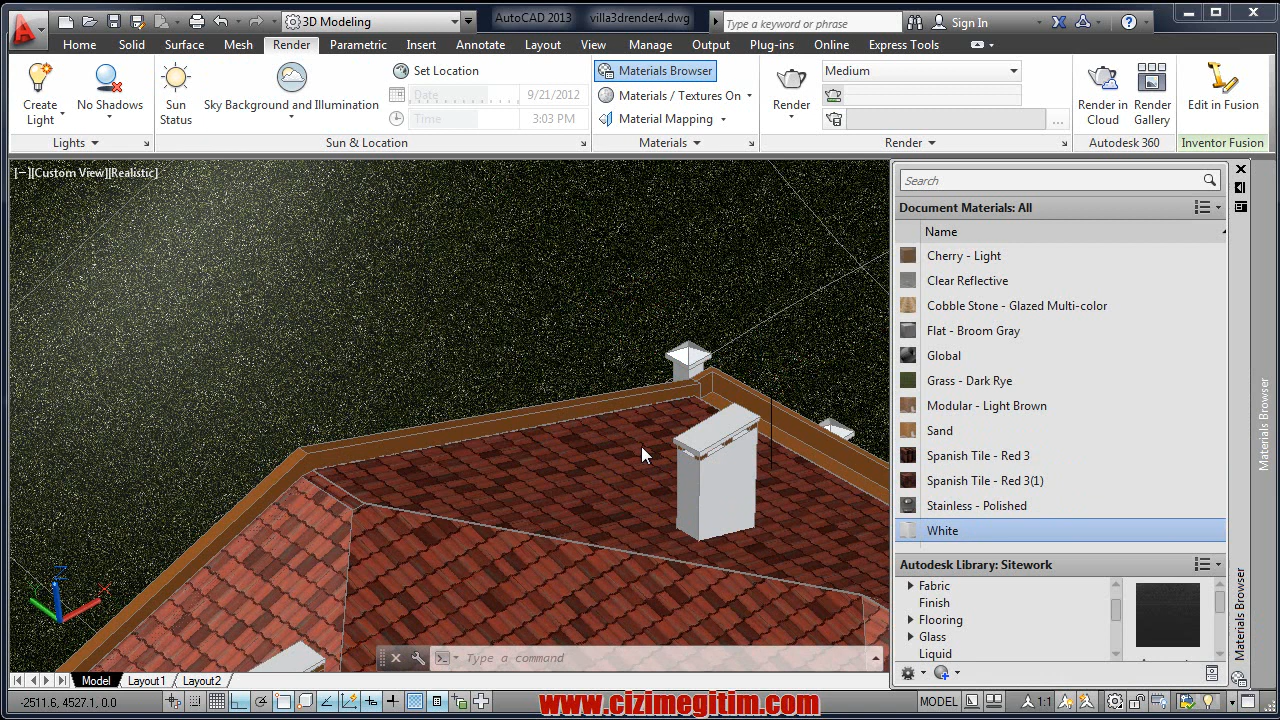 3D Modeling
AutoCAD 2013 villa3drender4.dwg
Type a keyword or phrase
Sign In
Home Solid Surface Mesh Render Parametric Insert Annotate Layout View Manage Output Plug-ins Online Express Tools
Create Light
No Shadows
Sun Status
Sky Background and Illumination
Set Location
Date 9/21/2012
Time 3:03 PM
Materials Browser
Materials / Textures On
Material Mapping
Render
Medium
Render in Cloud
Render Gallery
Edit in Fusion
Lights
Sun & Location
Materials
Render
Autodesk 360
Inventor Fusion
[−][Custom View][Realistic]
Search
Document Materials: All
Name
Cherry - Light
Clear Reflective
Cobble Stone - Glazed Multi-color
Flat - Broom Gray
Global
Grass - Dark Rye
Modular - Light Brown
Sand
Spanish Tile - Red 3
Spanish Tile - Red 3(1)
Stainless - Polished
White
Autodesk Library: Sitework
Fabric
Finish
Flooring
Glass
Liquid
Materials Browser
Materials Browser
Z
X
Type a command
Model Layout1 Layout2
-2511.6, 4527.1, 0.0
MODEL
1:1
www.cizimegitim.com